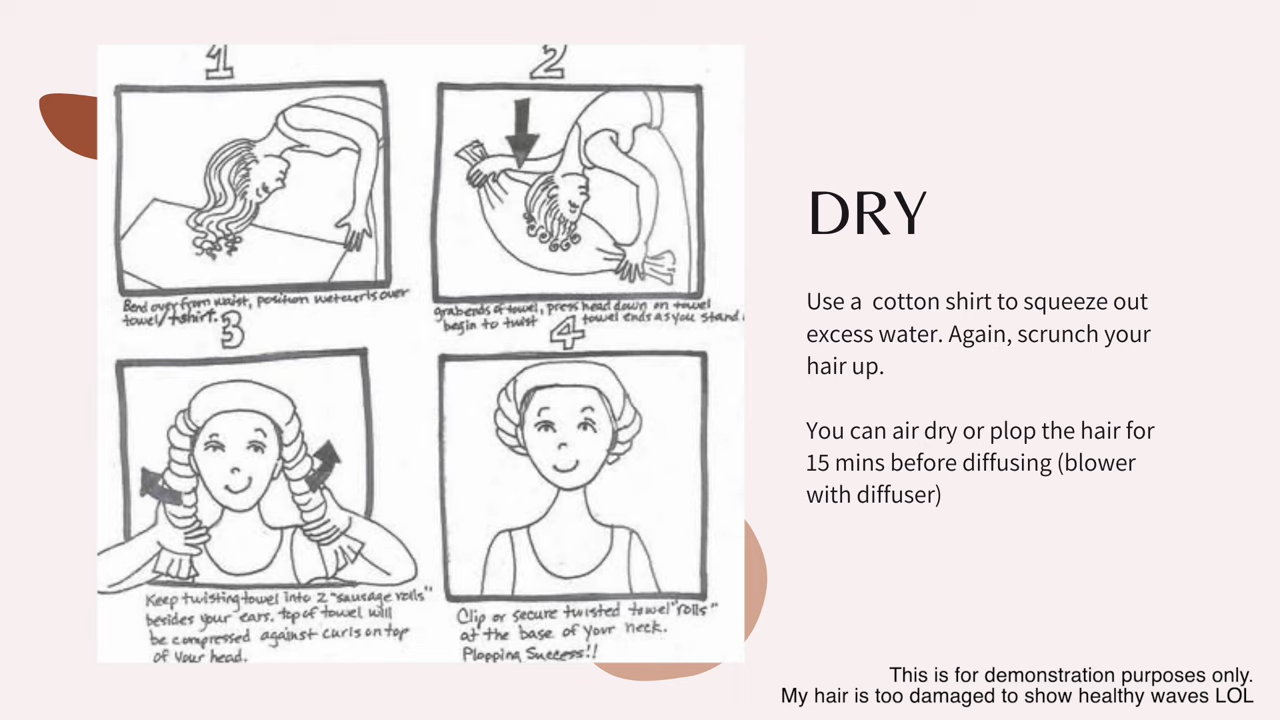 1
Bend over from waist, position wet curls over
towel/tshirt.
2
grab ends of towel, press head down on towel
begin to twist towel ends as you stand.
3
Keep twisting towel into 2 "sausage rolls"
besides your ears. top of towel will
be compressed against curls on top
of your head.
4
Clip or secure twisted towel "rolls"
at the base of your neck.
Plopping Success!!
DRY
Use a cotton shirt to squeeze out
excess water. Again, scrunch your
hair up.
You can air dry or plop the hair for
15 mins before diffusing (blower
with diffuser)
This is for demonstration purposes only.
My hair is too damaged to show healthy waves LOL